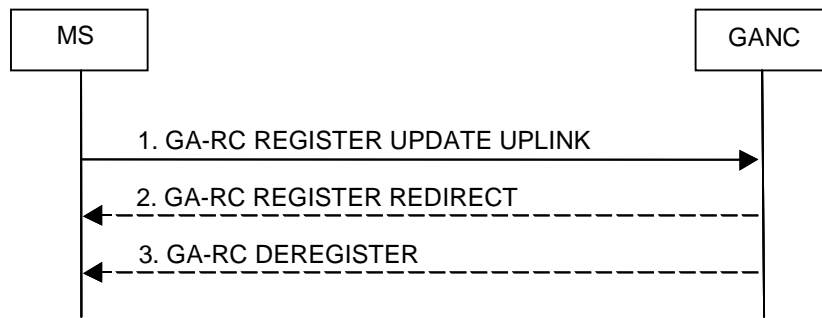 MS
GANC
1. GA-RC REGISTER UPDATE UPLINK
2. GA-RC REGISTER REDIRECT
3. GA-RC DEREGISTER